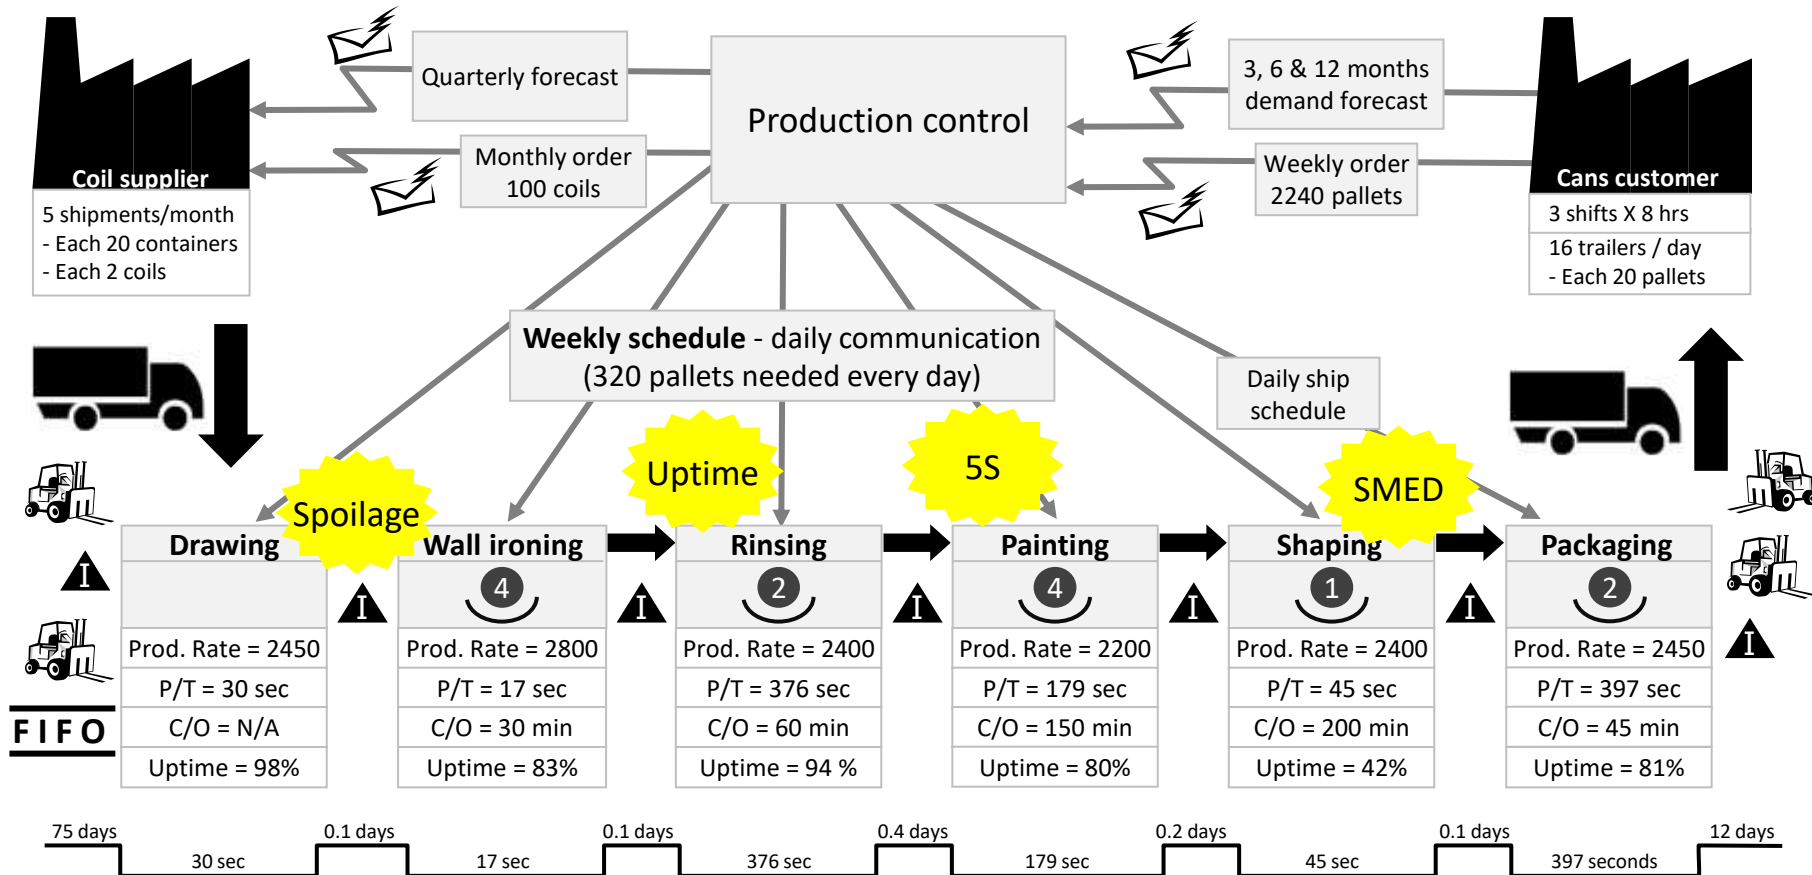 Quarterly forecast
Monthly order
100 coils
Production control
3, 6 & 12 months
demand forecast
Weekly order
2240 pallets
Coil supplier
5 shipments/month
- Each 20 containers
- Each 2 coils
Cans customer
3 shifts X 8 hrs
16 trailers / day
- Each 20 pallets
Weekly schedule - daily communication
(320 pallets needed every day)
Daily ship
schedule
Spoilage
Uptime
5S
SMED
I
FIFO
Drawing
Prod. Rate = 2450
P/T = 30 sec
C/O = N/A
Uptime = 98%
I
Wall ironing
4
Prod. Rate = 2800
P/T = 17 sec
C/O = 30 min
Uptime = 83%
I
Rinsing
2
Prod. Rate = 2400
P/T = 376 sec
C/O = 60 min
Uptime = 94 %
I
Painting
4
Prod. Rate = 2200
P/T = 179 sec
C/O = 150 min
Uptime = 80%
I
Shaping
1
Prod. Rate = 2400
P/T = 45 sec
C/O = 200 min
Uptime = 42%
I
Packaging
2
Prod. Rate = 2450
P/T = 397 sec
C/O = 45 min
Uptime = 81%
I
75 days
30 sec
0.1 days
17 sec
0.1 days
376 sec
0.4 days
179 sec
0.2 days
45 sec
0.1 days
397 seconds
12 days